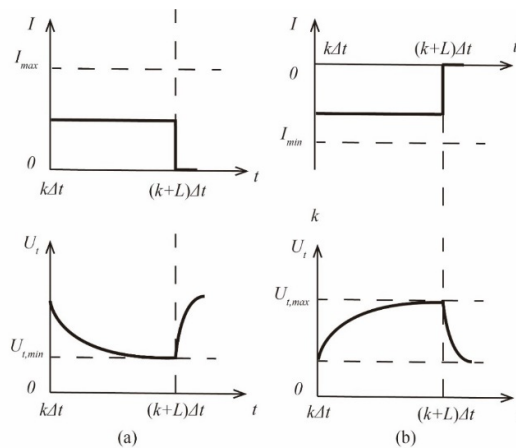 I
I_max
0
kΔt
(k+L)Δt
t
U_t
U_t,min
0
kΔt
(k+L)Δt
t
(a)
I
kΔt
(k+L)Δt
0
I_min
k
U_t
U_t,max
0
kΔt
(k+L)Δt
t
(b)